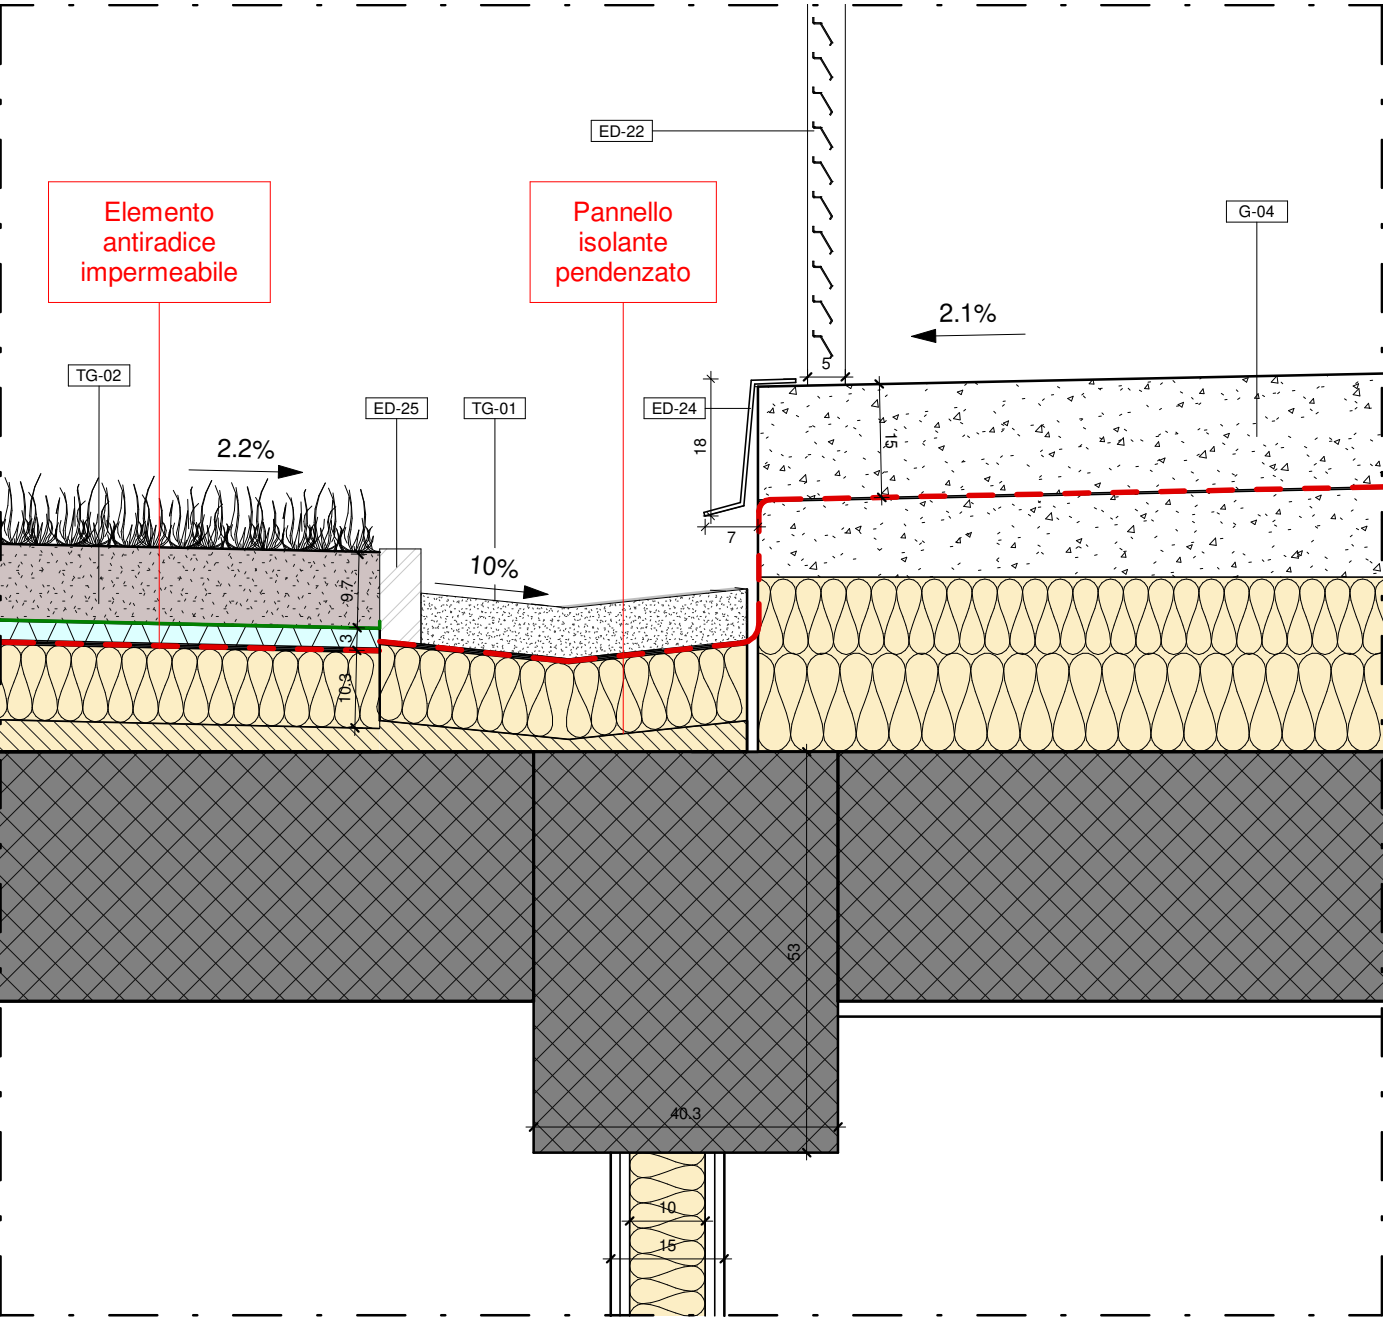 ED-22
Elemento
antiradice
impermeabile
Pannello
isolante
pendenzato
G-04
2.1%
5
TG-02
ED-25
TG-01
ED-24
18
15
2.2%
7
10%
9.7
3
10.3
53
40.3
10
15